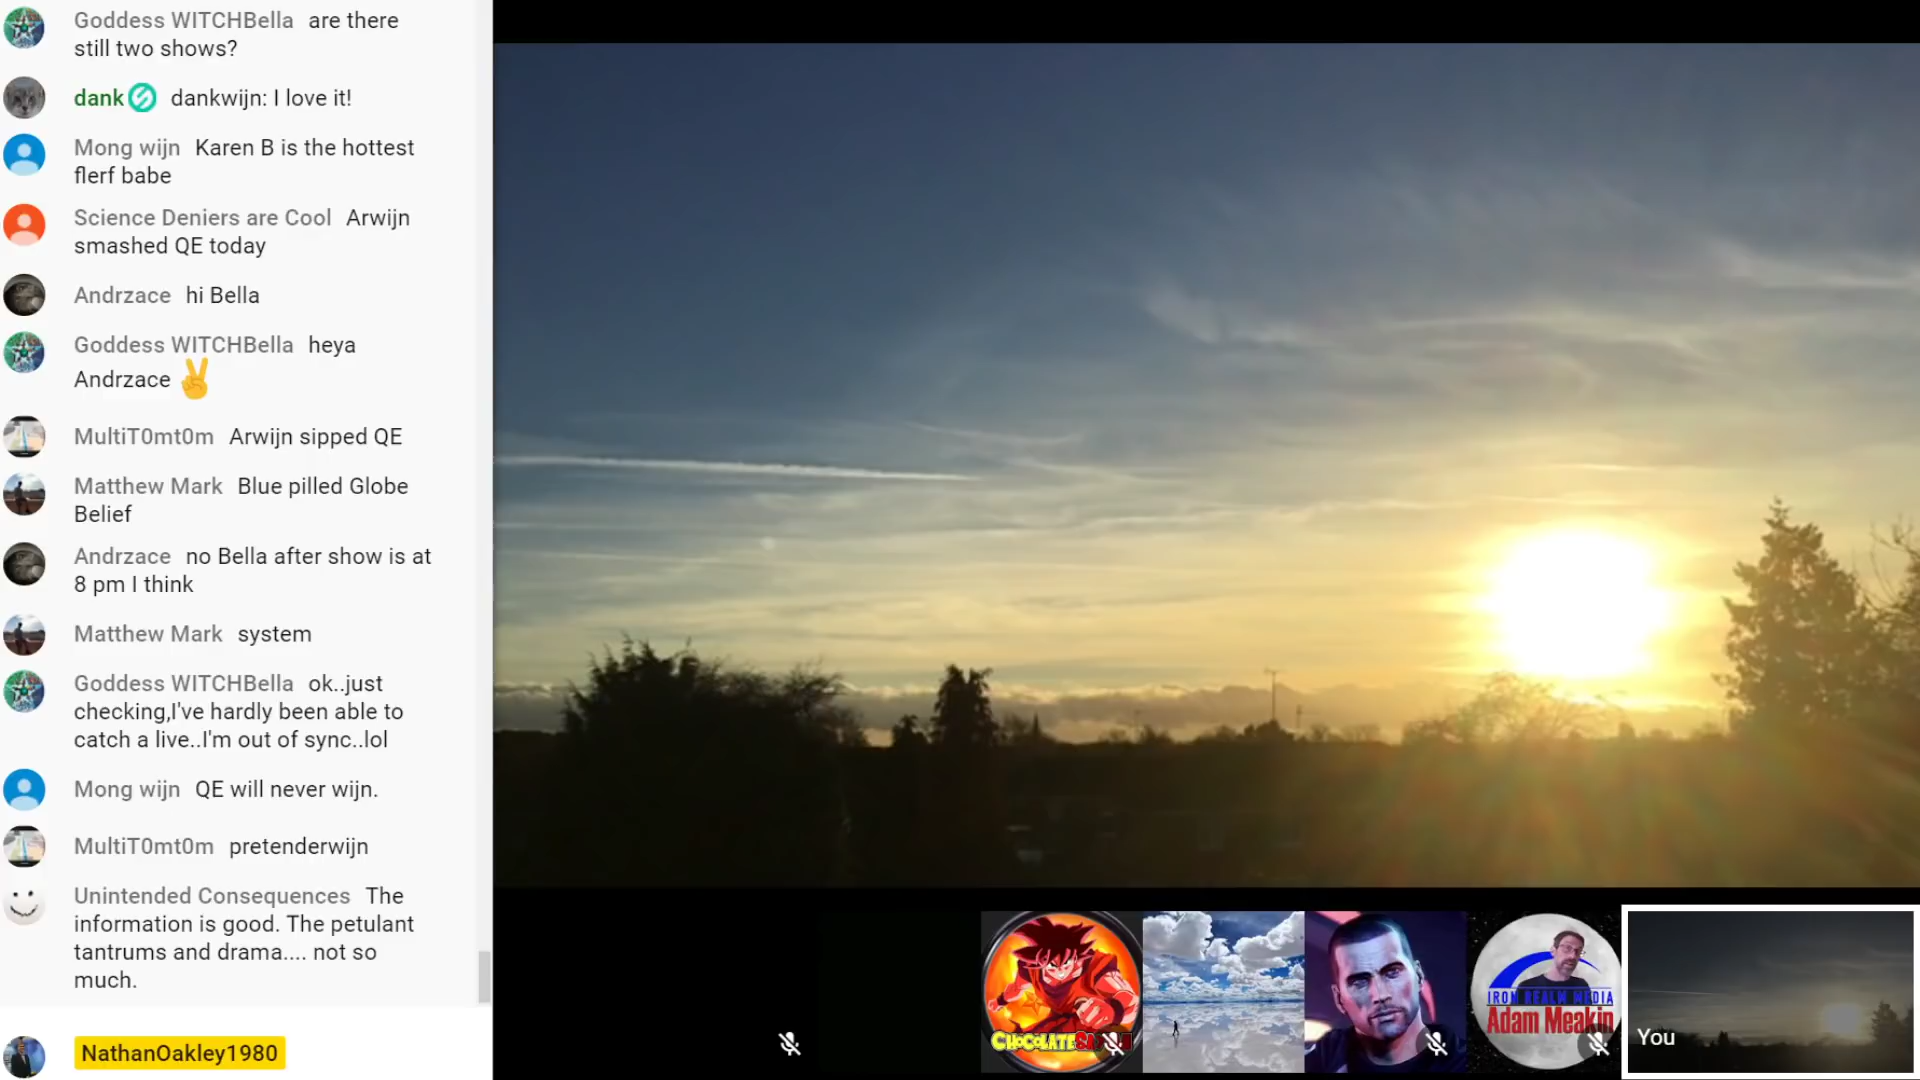 Goddess WITCHBella are there
still two shows?
dank dankwijn: I love it!
Mong wijn Karen B is the hottest
flerf babe
Science Deniers are Cool Arwijn
smashed QE today
Andrzace hi Bella
Goddess WITCHBella heya
Andrzace ✌
MultiT0mt0m Arwijn sipped QE
Matthew Mark Blue pilled Globe
Belief
Andrzace no Bella after show is at
8 pm I think
Matthew Mark system
Goddess WITCHBella ok..just
checking,I've hardly been able to
catch a live..I'm out of sync..lol
Mong wijn QE will never wijn.
MultiT0mt0m pretenderwijn
Unintended Consequences The
information is good. The petulant
tantrums and drama.... not so
much.
NathanOakley1980
IRON REALM MEDIA
Adam Meakin
You